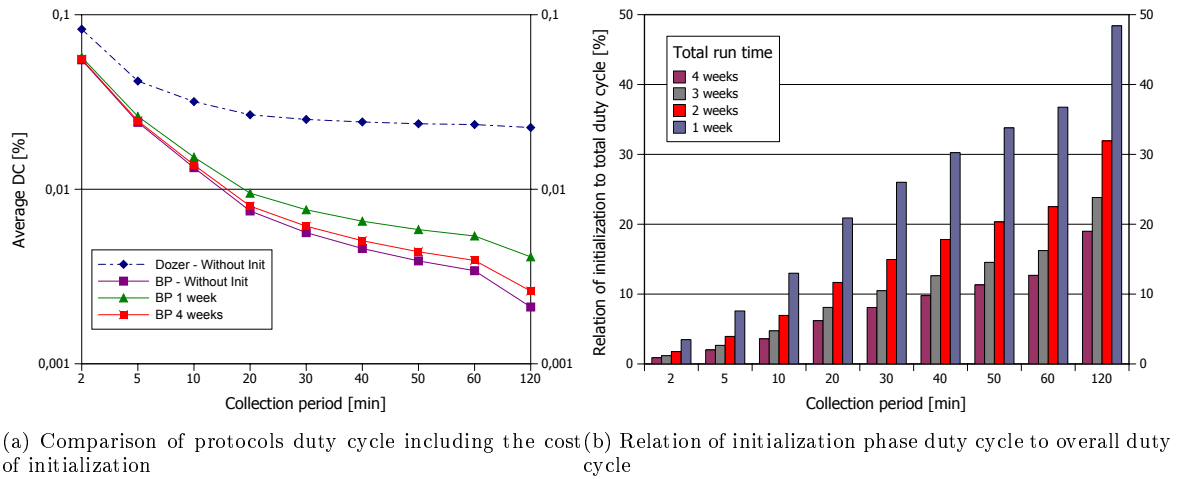 0,1
0,01
0,001
0,1
0,01
0,001
Average DC [%]
Dozer - Without Init
BP - Without Init
BP 1 week
BP 4 weeks
2 5 10 20 30 40 50 60 120
Collection period [min]
50
40
30
20
10
0
50
40
30
20
10
0
Relation of initialization to total duty cycle [%]
Total run time
4 weeks
3 weeks
2 weeks
1 week
2 5 10 20 30 40 50 60 120
Collection period [min]
(a) Comparison of protocols duty cycle including the cost
of initialization
(b) Relation of initialization phase duty cycle to overall duty
cycle